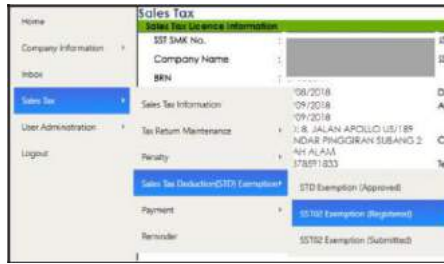 Home
Company Information
Inbox
Sales Tax
User Administration
Logout
Sales Tax
Sales Tax Licence Information
SST SMK No. :
Company Name :
BRN
Sales Tax Information
Tax Return Maintenance
Penalty
Sales Tax Deduction(STD) Exemption
Payment
Reminder
/08/2018
/09/2018
/09/2018
8, JALAN APOLLO U5/189
NDAR PINGGIRAN SUBANG 2
AH ALAM
STD Exemption (Approved)
SST02 Exemption (Registered)
SST02 Exemption (Submitted)